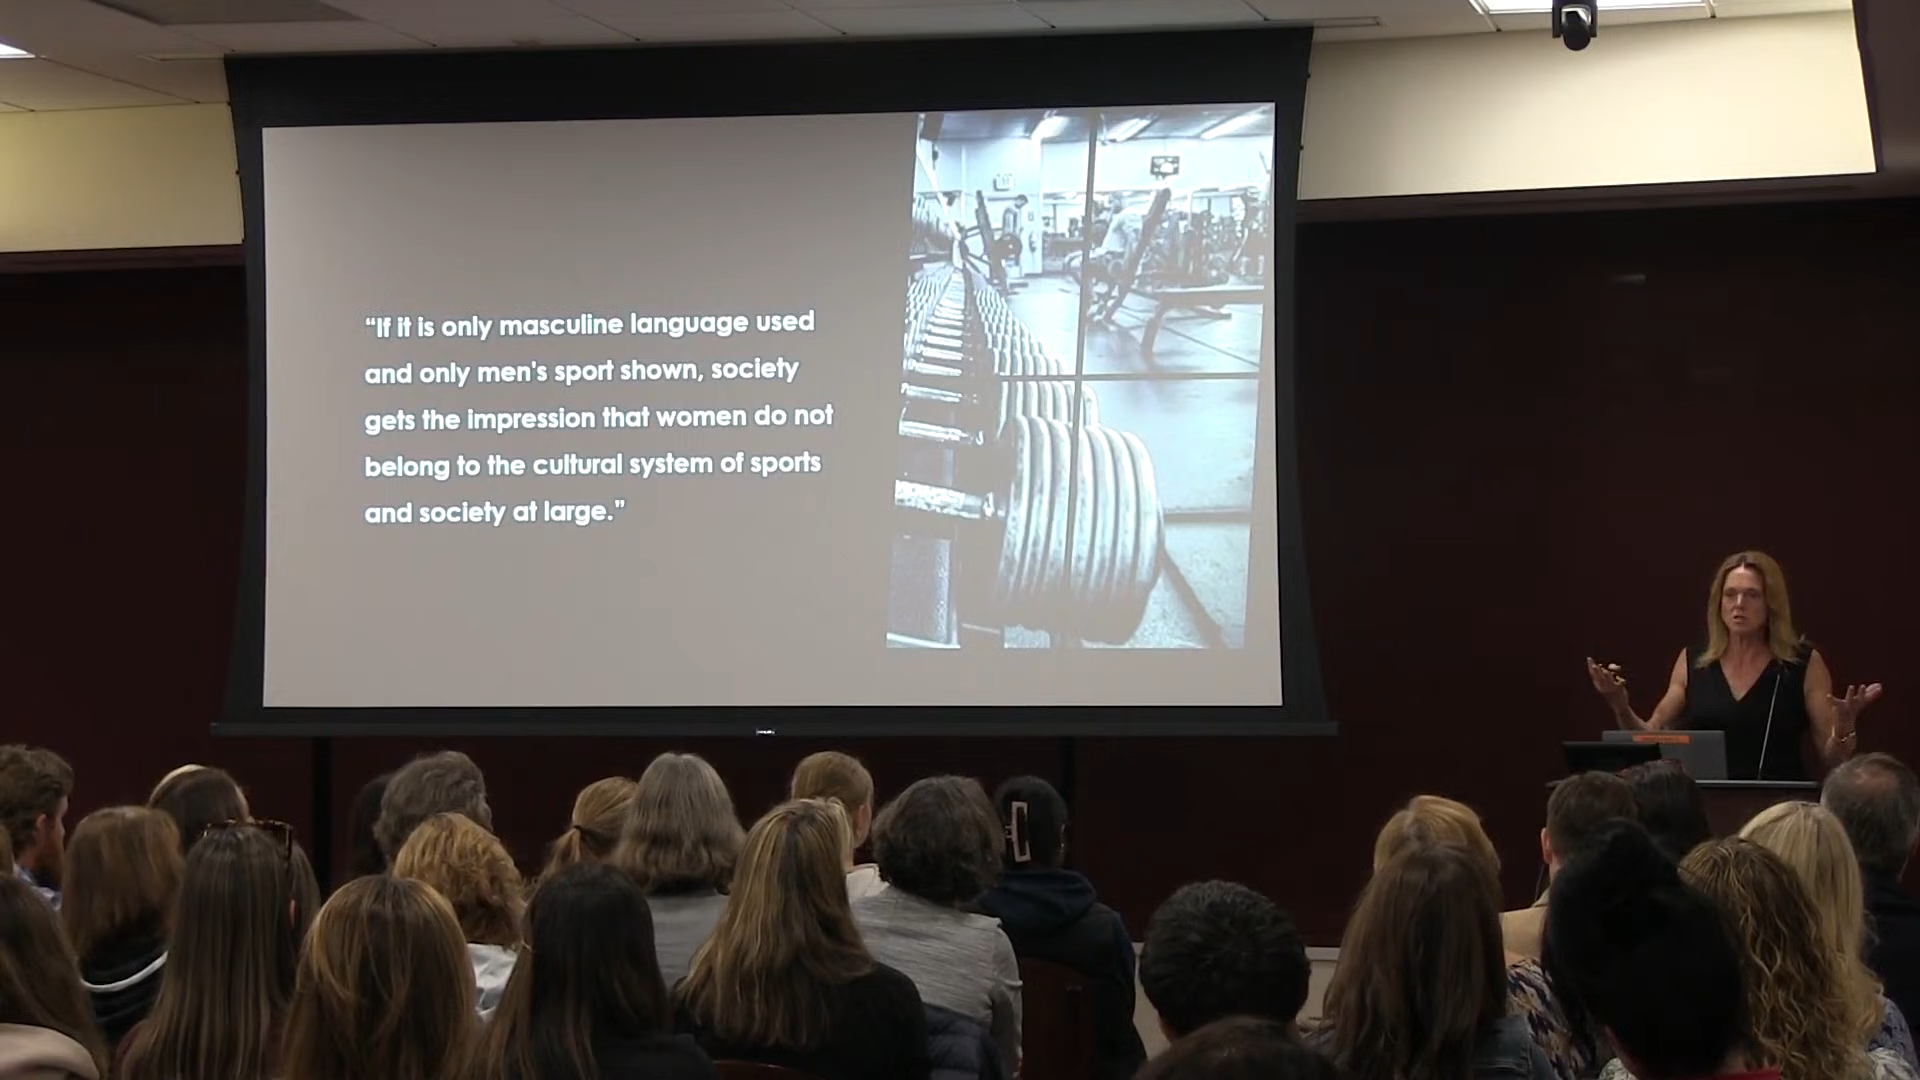 “If it is only masculine language used
and only men's sport shown, society
gets the impression that women do not
belong to the cultural system of sports
and society at large.”